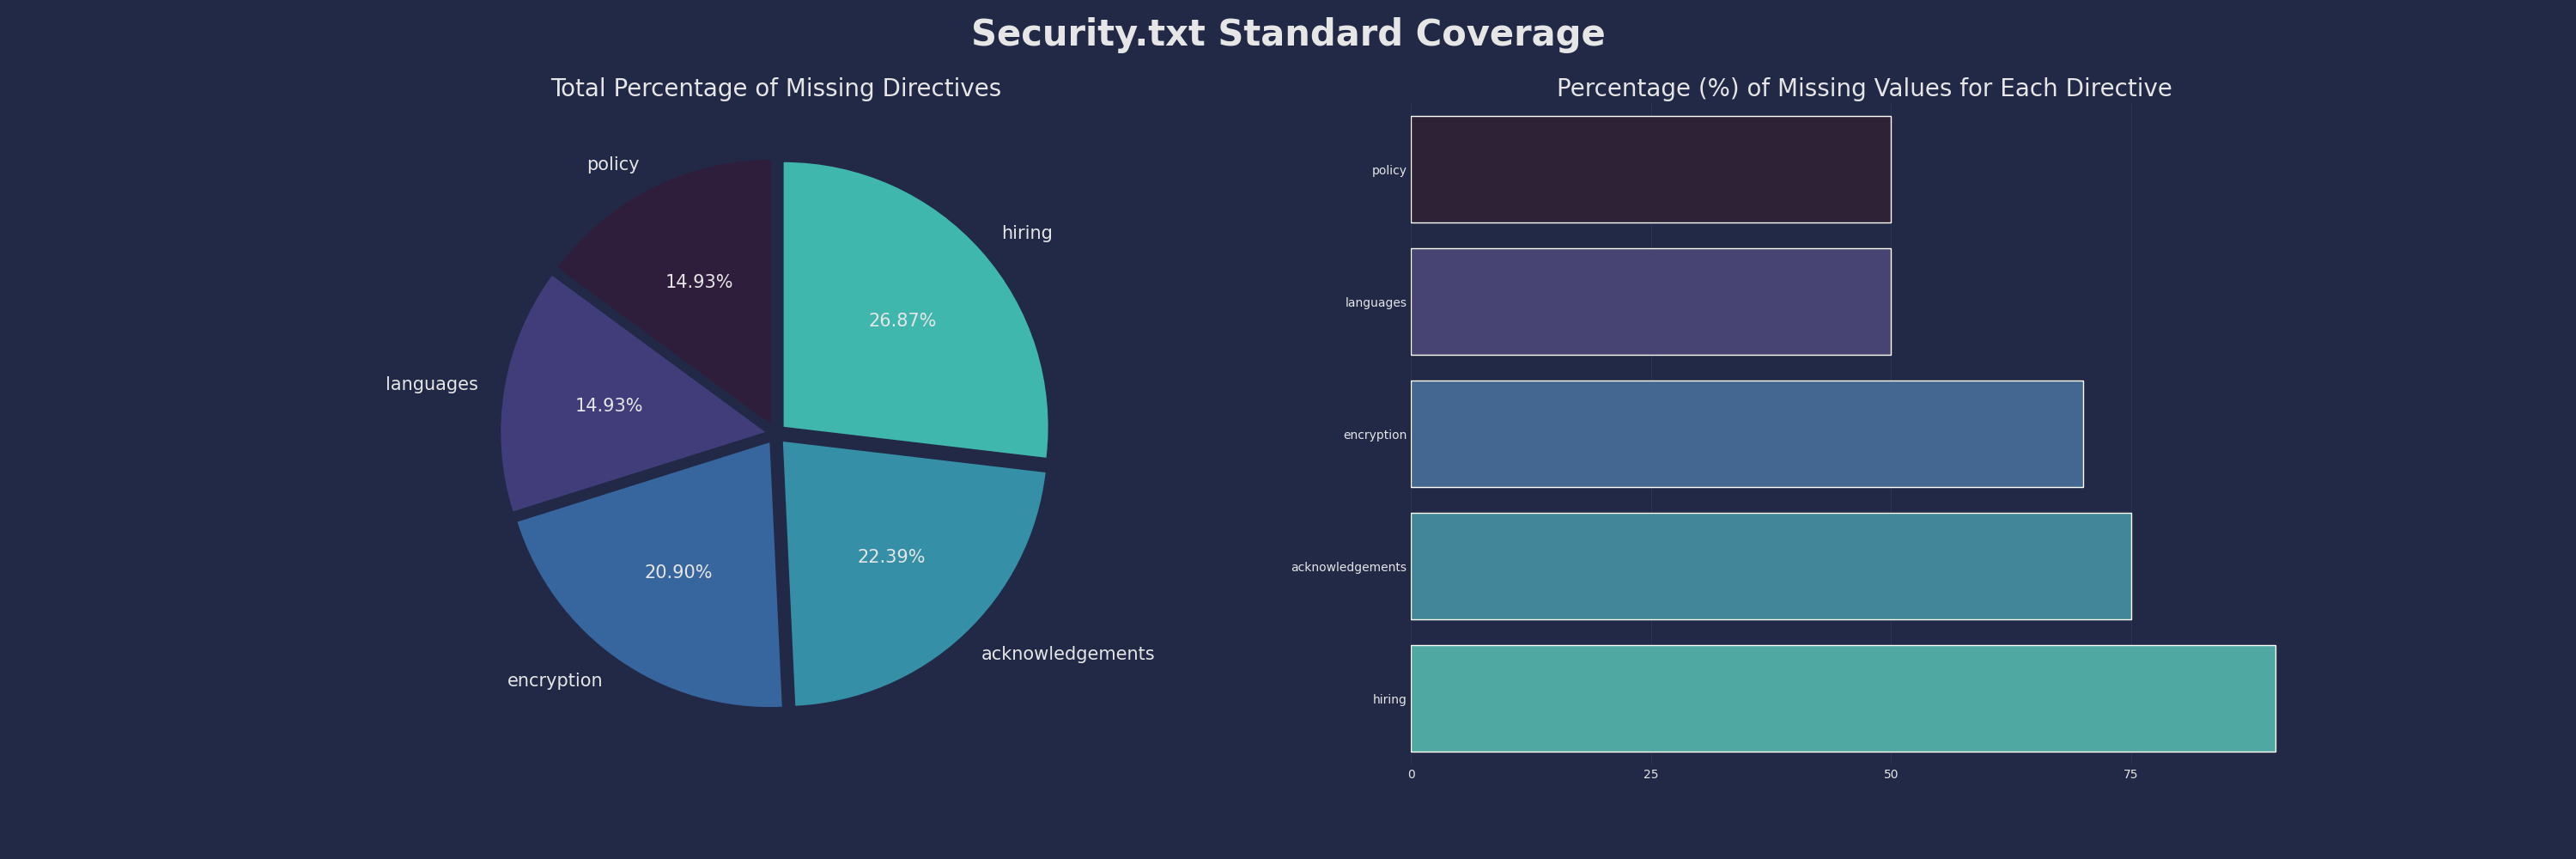 Security.txt Standard Coverage
Total Percentage of Missing Directives
policy
hiring
14.93%
26.87%
languages
14.93%
22.39%
20.90%
acknowledgements
encryption
Percentage (%) of Missing Values for Each Directive
policy
languages
encryption
acknowledgements
hiring
0 25 50 75